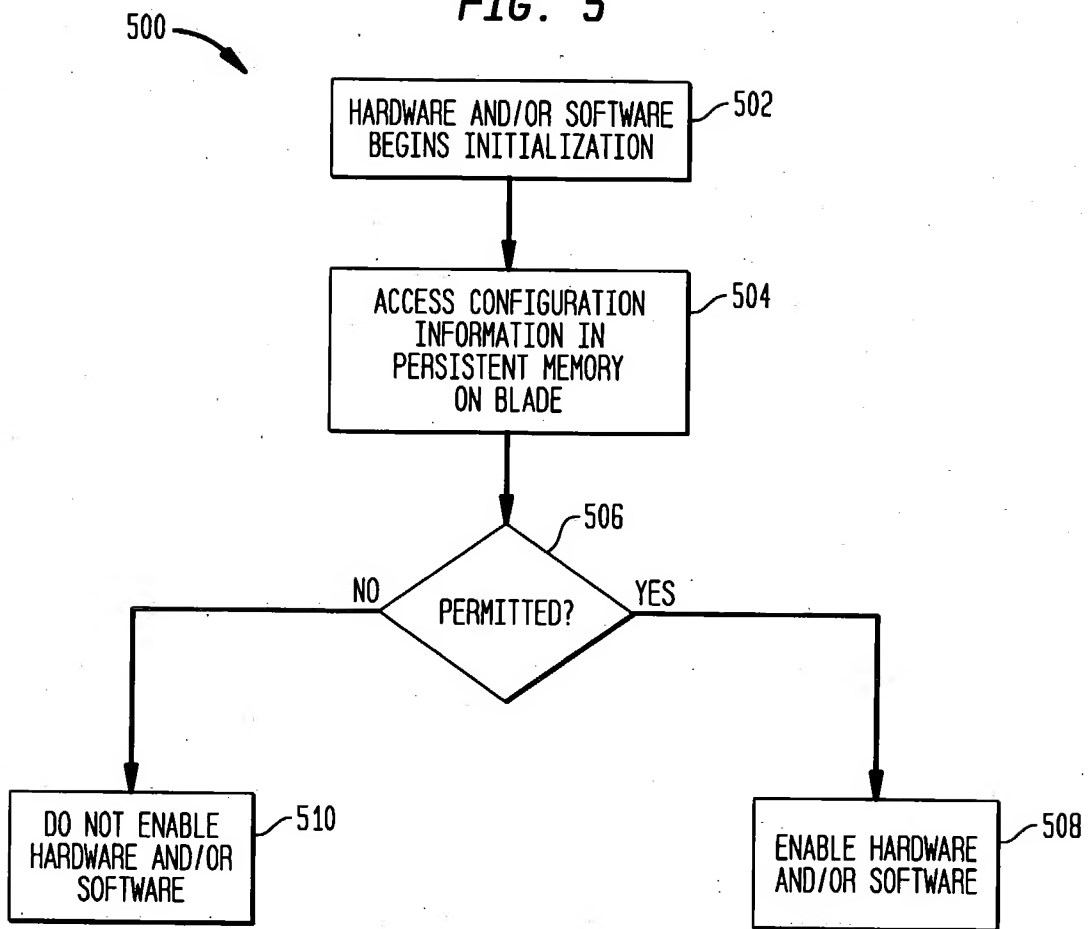 FIG. 5
500
HARDWARE AND/OR SOFTWARE
BEGINS INITIALIZATION
502
ACCESS CONFIGURATION
INFORMATION IN
PERSISTENT MEMORY
ON BLADE
504
506
NO
PERMITTED?
YES
DO NOT ENABLE
HARDWARE AND/OR
SOFTWARE
510
ENABLE HARDWARE
AND/OR SOFTWARE
508